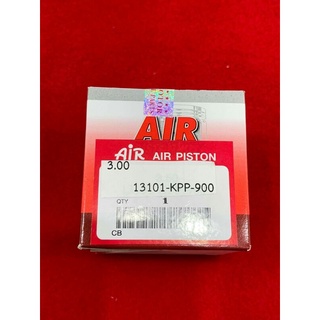 AIR
AiR AIR PISTON
3.00
13101-KPP-900
QTY 1
CB